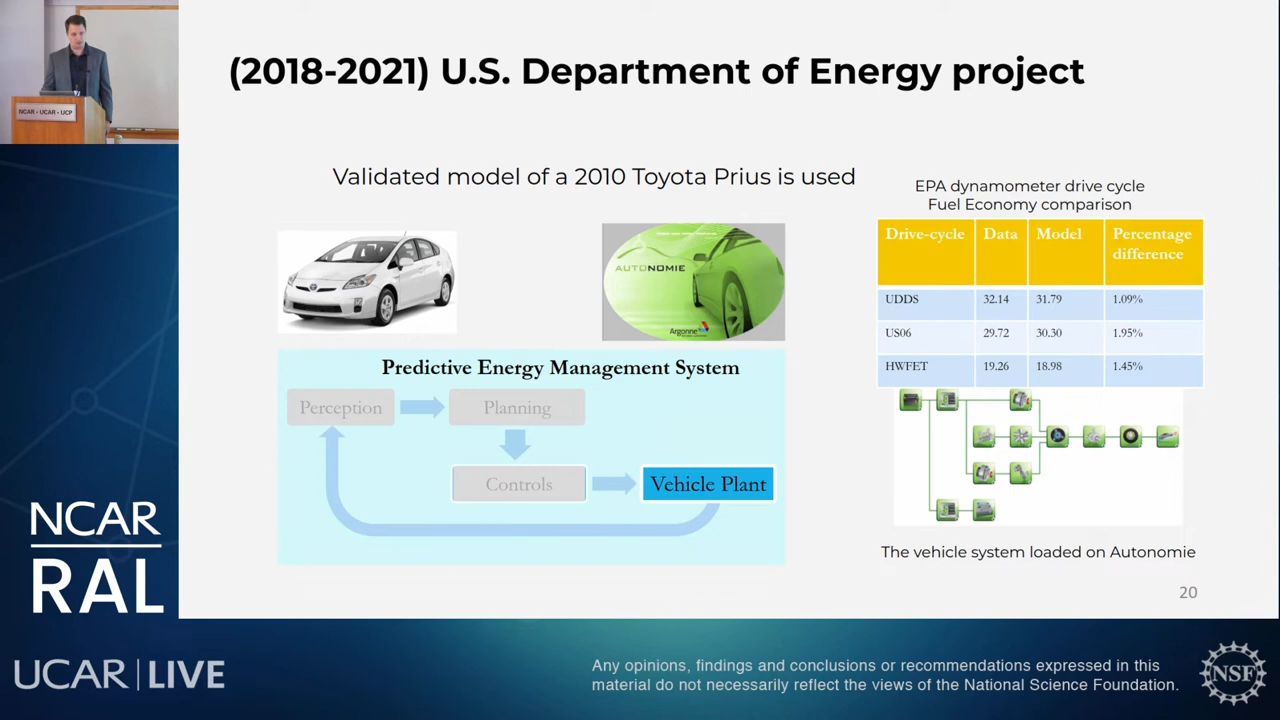 NCAR - UCAR - UCP
(2018-2021) U.S. Department of Energy project
Validated model of a 2010 Toyota Prius is used
AUTONOMIE
Argonne
Predictive Energy Management System
Perception
Planning
Controls
Vehicle Plant
EPA dynamometer drive cycle
Fuel Economy comparison
Drive-cycle Data Model Percentage
difference
UDDS 32.14 31.79 1.09%
US06 29.72 30.30 1.95%
HWFET 19.26 18.98 1.45%
The vehicle system loaded on Autonomie
20
NCAR
RAL
UCAR | LIVE
Any opinions, findings and conclusions or recommendations expressed in this
material do not necessarily reflect the views of the National Science Foundation.
NSF